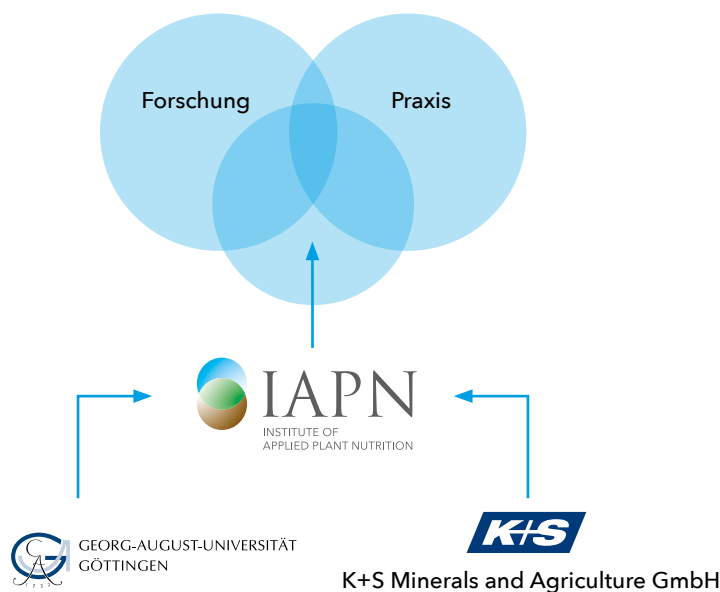 Forschung
Praxis
IAPN
INSTITUTE OF
APPLIED PLANT NUTRITION
GEORG-AUGUST-UNIVERSITÄT
GÖTTINGEN
K+S
K+S Minerals and Agriculture GmbH